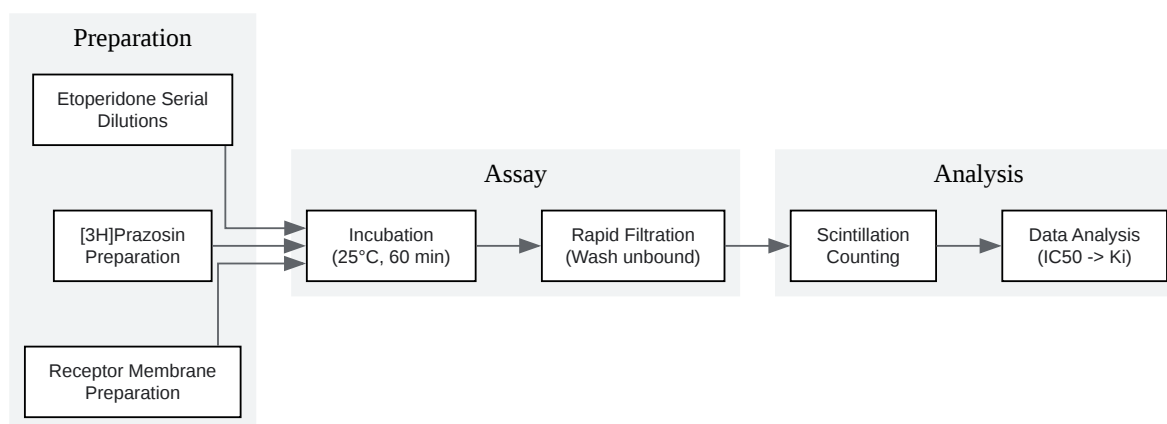 Preparation
Etoperidone Serial
Dilutions
[3H]Prazosin
Preparation
Receptor Membrane
Preparation
Assay
Incubation
(25°C, 60 min)
Rapid Filtration
(Wash unbound)
Analysis
Scintillation
Counting
Data Analysis
(IC50 -> Ki)